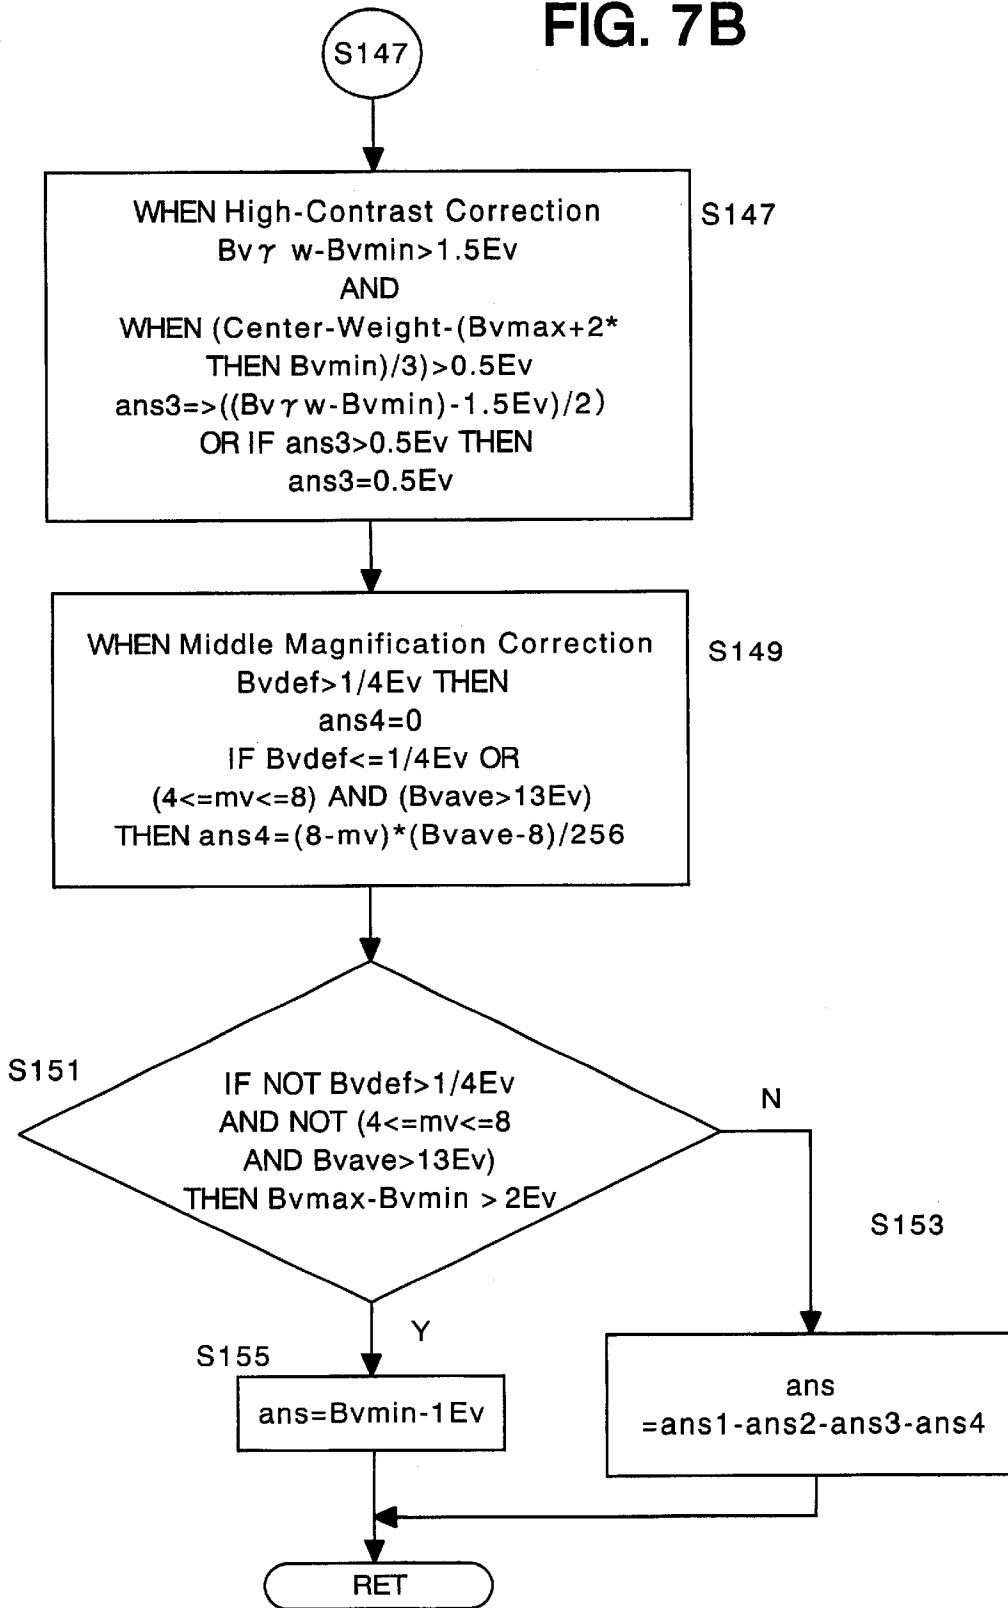 FIG. 7B
S147
S147
WHEN High-Contrast Correction
Bvγ w-Bvmin>1.5Ev
AND
WHEN (Center-Weight-(Bvmax+2*
THEN Bvmin)/3)>0.5Ev
ans3=>((Bvγw-Bvmin)-1.5Ev)/2)
OR IF ans3>0.5Ev THEN
ans3=0.5Ev
S149
WHEN Middle Magnification Correction
Bvdef>1/4Ev THEN
ans4=0
IF Bvdef<=1/4Ev OR
(4<=mv<=8) AND (Bvave>13Ev)
THEN ans4=(8-mv)*(Bvave-8)/256
S151
IF NOT Bvdef>1/4Ev
AND NOT (4<=mv<=8
AND Bvave>13Ev)
THEN Bvmax-Bvmin > 2Ev
N
S153
Y
S155
ans=Bvmin-1Ev
ans
=ans1-ans2-ans3-ans4
RET